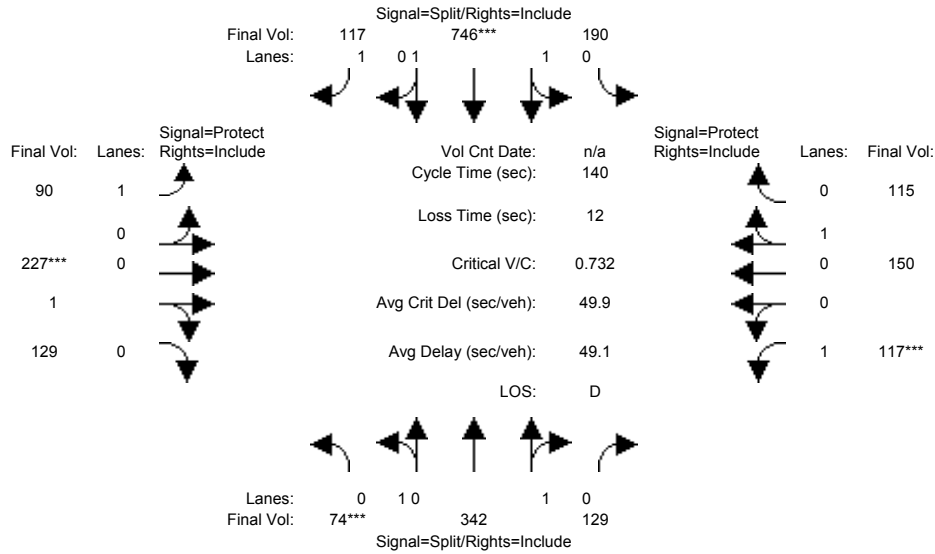 Signal=Split/Rights=Include
Final Vol: 117 746*** 190
Lanes: 1 0 1 1 0
Signal=Protect
Final Vol: Lanes: Rights=Include
Vol Cnt Date: n/a
Signal=Protect
Rights=Include Lanes: Final Vol:
Cycle Time (sec): 140
90 1
0 115
Loss Time (sec): 12
0
1
227*** 0
Critical V/C: 0.732
0 150
1
Avg Crit Del (sec/veh): 49.9
0
129 0
Avg Delay (sec/veh): 49.1
1 117***
LOS: D
Lanes: 0 1 0 1 0
Final Vol: 74*** 342 129
Signal=Split/Rights=Include